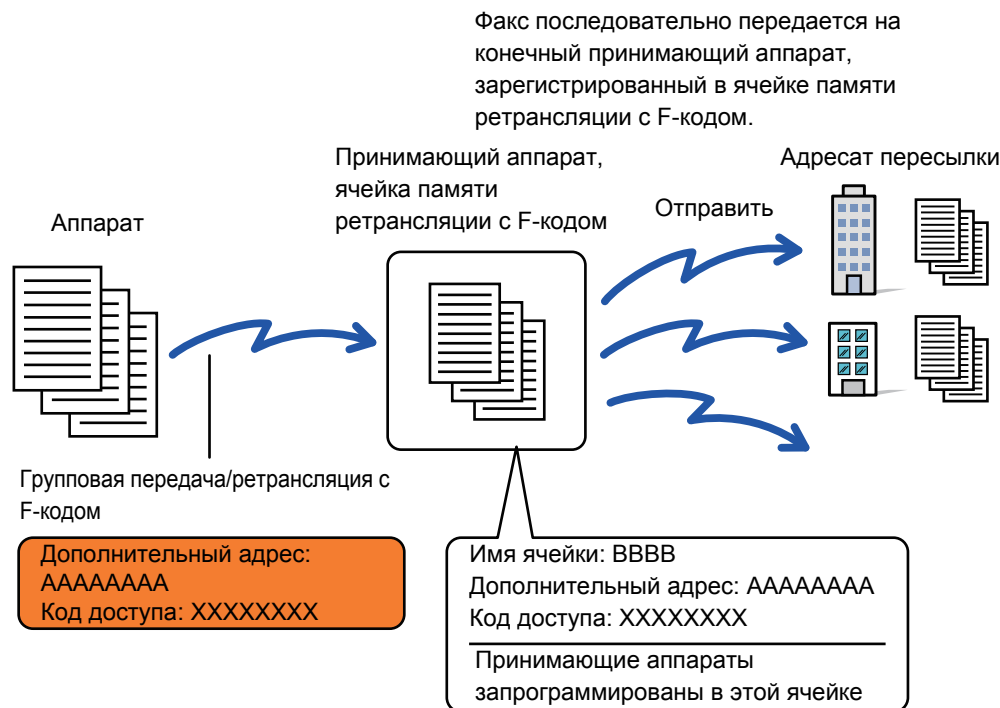 Факс последовательно передается на
конечный принимающий аппарат,
зарегистрированный в ячейке памяти
ретрансляции с F-кодом.
Принимающий аппарат,
ячейка памяти
ретрансляции с F-кодом
Адресат пересылки
Отправить
Аппарат
Групповая передача/ретрансляция с
F-кодом
Дополнительный адрес:
AAAAAAAA
Код доступа: XXXXXXXX
Имя ячейки: BBBB
Дополнительный адрес: AAAAAAAA
Код доступа: XXXXXXXX
Принимающие аппараты
запрограммированы в этой ячейке